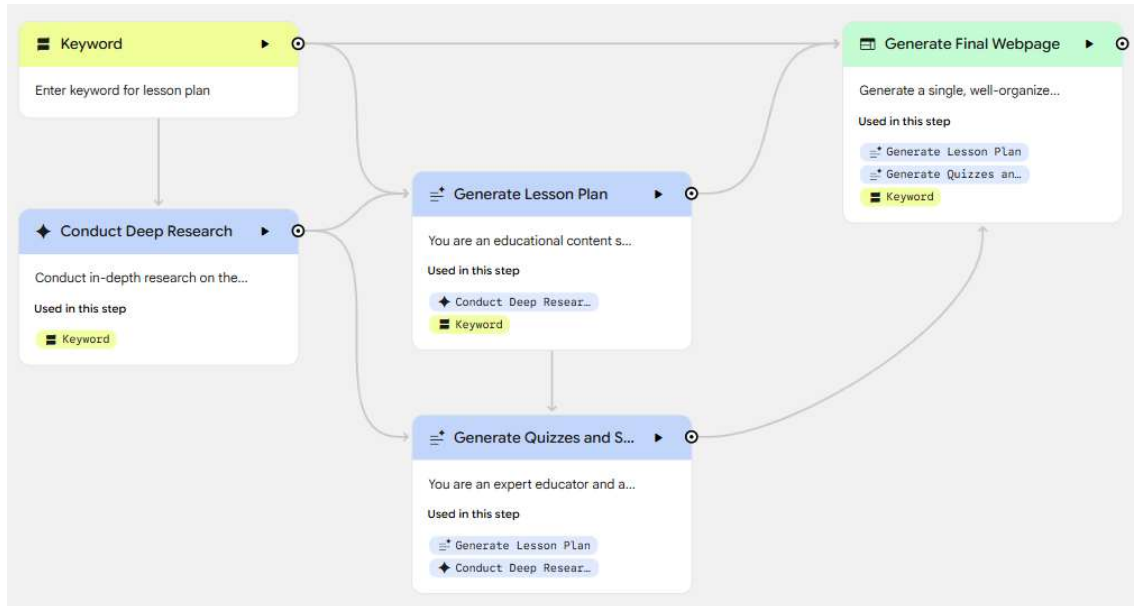 Keyword
Enter keyword for lesson plan
Conduct Deep Research
Conduct in-depth research on the...
Used in this step
Keyword
Generate Lesson Plan
You are an educational content s...
Used in this step
Conduct Deep Resear…
Keyword
Generate Quizzes and S...
You are an expert educator and a...
Used in this step
Generate Lesson Plan
Conduct Deep Resear…
Generate Final Webpage
Generate a single, well-organize...
Used in this step
Generate Lesson Plan
Generate Quizzes an…
Keyword